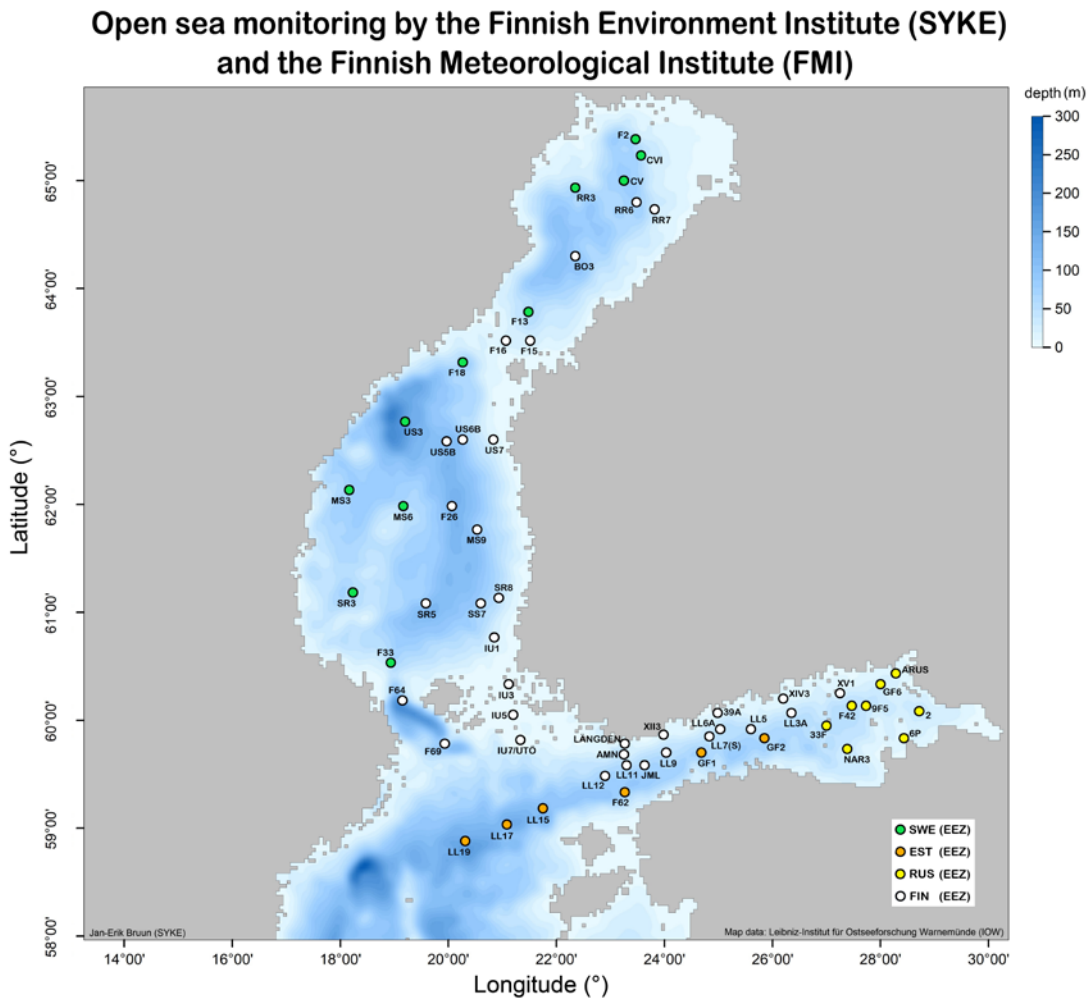 Open sea monitoring by the Finnish Environment Institute (SYKE)
and the Finnish Meteorological Institute (FMI)
depth (m)
300
250
200
150
100
50
0
Latitude (°)
65°00'
64°00'
63°00'
62°00'
61°00'
60°00'
59°00'
58°00'
F2
CVI
CV
RR3
RR6
RR7
BO3
F13
F16
F15
F18
US3
US6B
US5B
US7
MS3
MS6
F26
MS9
SR8
SR3
SR5
SS7
IU1
F33
F64
IU3
IU5
F69
IU7/UTÖ
ARUS
XV1
GF6
XIV3
F42
9F5
2
39A
LL3A
LL6A
LL5
33F
6P
XII3
LL7(S)
GF2
NAR3
LÄNGDEN
AMN
LL9
GF1
LL11
JML
LL12
F62
LL15
LL17
LL19
SWE (EEZ)
EST (EEZ)
RUS (EEZ)
FIN (EEZ)
Jan-Erik Bruun (SYKE)
Map data: Leibniz-Institut für Ostseeforschung Warnemünde (IOW)
14°00'
16°00'
18°00'
20°00'
22°00'
24°00'
26°00'
28°00'
30°00'
Longitude (°)